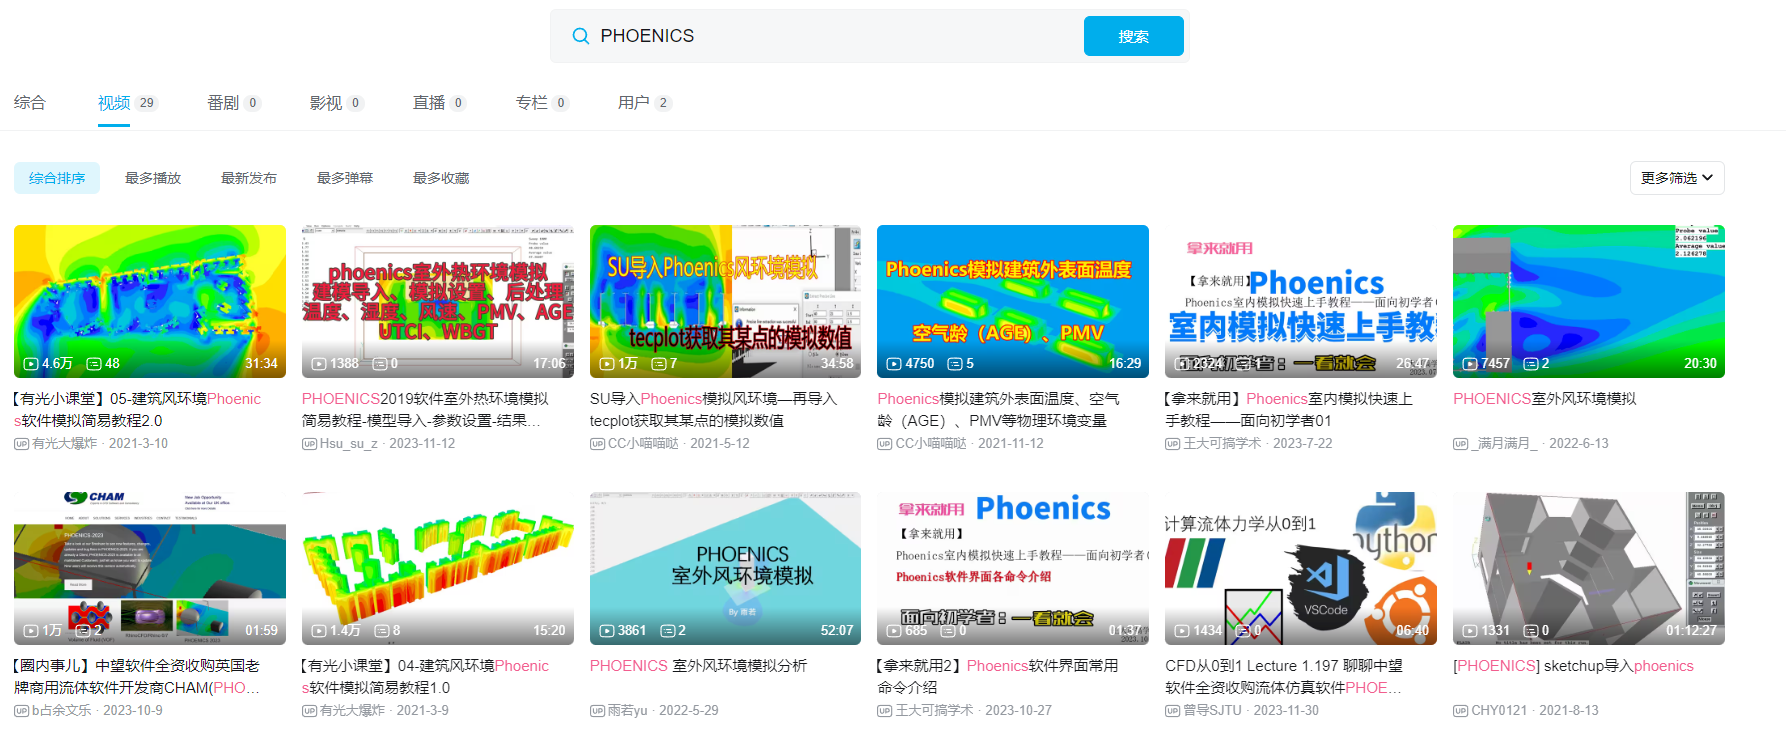 PHOENICS
搜索
综合
视频 29
番剧 0
影视 0
直播 0
专栏 0
用户 2
综合排序
最多播放
最新发布
最多弹幕
最多收藏
更多筛选
4.6万 48 31:34
【有光小课堂】05-建筑风环境Phoenic
s软件模拟简易教程2.0
UP 有光大爆炸 · 2021-3-10
phoenics室外热环境模拟
建模导入、模拟设置、后处理
温度、湿度、风速、PMV、AGE
UTCI、WBGT
1388 0 17:06
PHOENICS2019软件室外热环境模拟
简易教程-模型导入-参数设置-结果...
UP Hsu_su_z · 2023-11-12
SU导入Phoenics风环境模拟
tecplot获取其某点的模拟数值
1万 7 34:58
SU导入Phoenics模拟风环境—再导入
tecplot获取其某点的模拟数值
UP CC小喵喵哒 · 2021-5-12
Phoenics模拟建筑外表面温度
空气龄（AGE）、PMV
4750 5 16:29
Phoenics模拟建筑外表面温度、空气
龄（AGE）、PMV等物理环境变量
UP CC小喵喵哒 · 2021-11-12
拿来就用
【拿来就用】Phoenics
Phoenics室内模拟快速上手教程——面向初学者
室内模拟快速上手教
面向初学者：一看就会
2324 26:47
【拿来就用】Phoenics室内模拟快速上
手教程——面向初学者01
UP 王大可搞学术 · 2023-7-22
Probe value
2.062196
Average value
2.126278
7457 2 20:30
PHOENICS室外风环境模拟
UP _满月满月_ · 2022-6-13
CHAM
PHOENICS-2023
1万 2 01:59
【圈内事儿】中望软件全资收购英国老
牌商用流体软件开发商CHAM(PHO...
UP b占余文乐 · 2023-10-9
1.4万 8 15:20
【有光小课堂】04-建筑风环境Phoenic
s软件模拟简易教程1.0
UP 有光大爆炸 · 2021-3-9
PHOENICS
室外风环境模拟
By 雨若
3861 2 52:07
PHOENICS 室外风环境模拟分析
UP 雨若yu · 2022-5-29
拿来就用 Phoenics
【拿来就用】
Phoenics室内模拟快速上手教程——面向初学者
Phoenics软件界面各命令介绍
面向初学者：一看就会
685 0 01:37
【拿来就用2】Phoenics软件界面常用
命令介绍
UP 王大可搞学术 · 2023-10-27
计算流体力学从0到1
python
VSCode
1434 0 06:40
CFD从0到1 Lecture 1.197 聊聊中望
软件全资收购流体仿真软件PHOE...
UP 曾导SJTU · 2023-11-30
1331 0 01:12:27
[PHOENICS] sketchup导入phoenics
UP CHY0121 · 2021-8-13